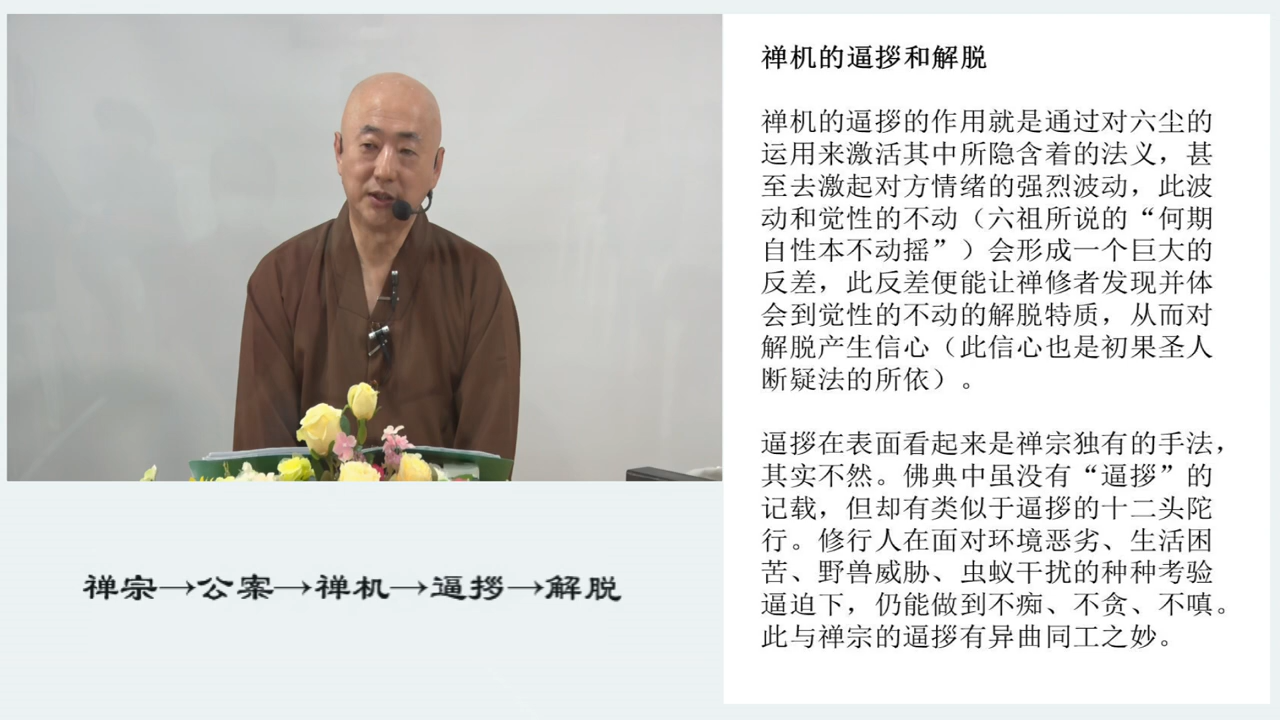 禅机的逼拶和解脱
禅机的逼拶的作用就是通过对六尘的
运用来激活其中所隐含着的法义，甚
至去激起对方情绪的强烈波动，此波
动和觉性的不动（六祖所说的“何期
自性本不动摇”）会形成一个巨大的
反差，此反差便能让禅修者发现并体
会到觉性的不动的解脱特质，从而对
解脱产生信心（此信心也是初果圣人
断疑法的所依）。
逼拶在表面看起来是禅宗独有的手法，
其实不然。佛典中虽没有“逼拶”的
记载，但却有类似于逼拶的十二头陀
行。修行人在面对环境恶劣、生活困
苦、野兽威胁、虫蚁干扰的种种考验
逼迫下，仍能做到不痴、不贪、不嗔。
此与禅宗的逼拶有异曲同工之妙。
禅宗→公案→禅机→逼拶→解脱